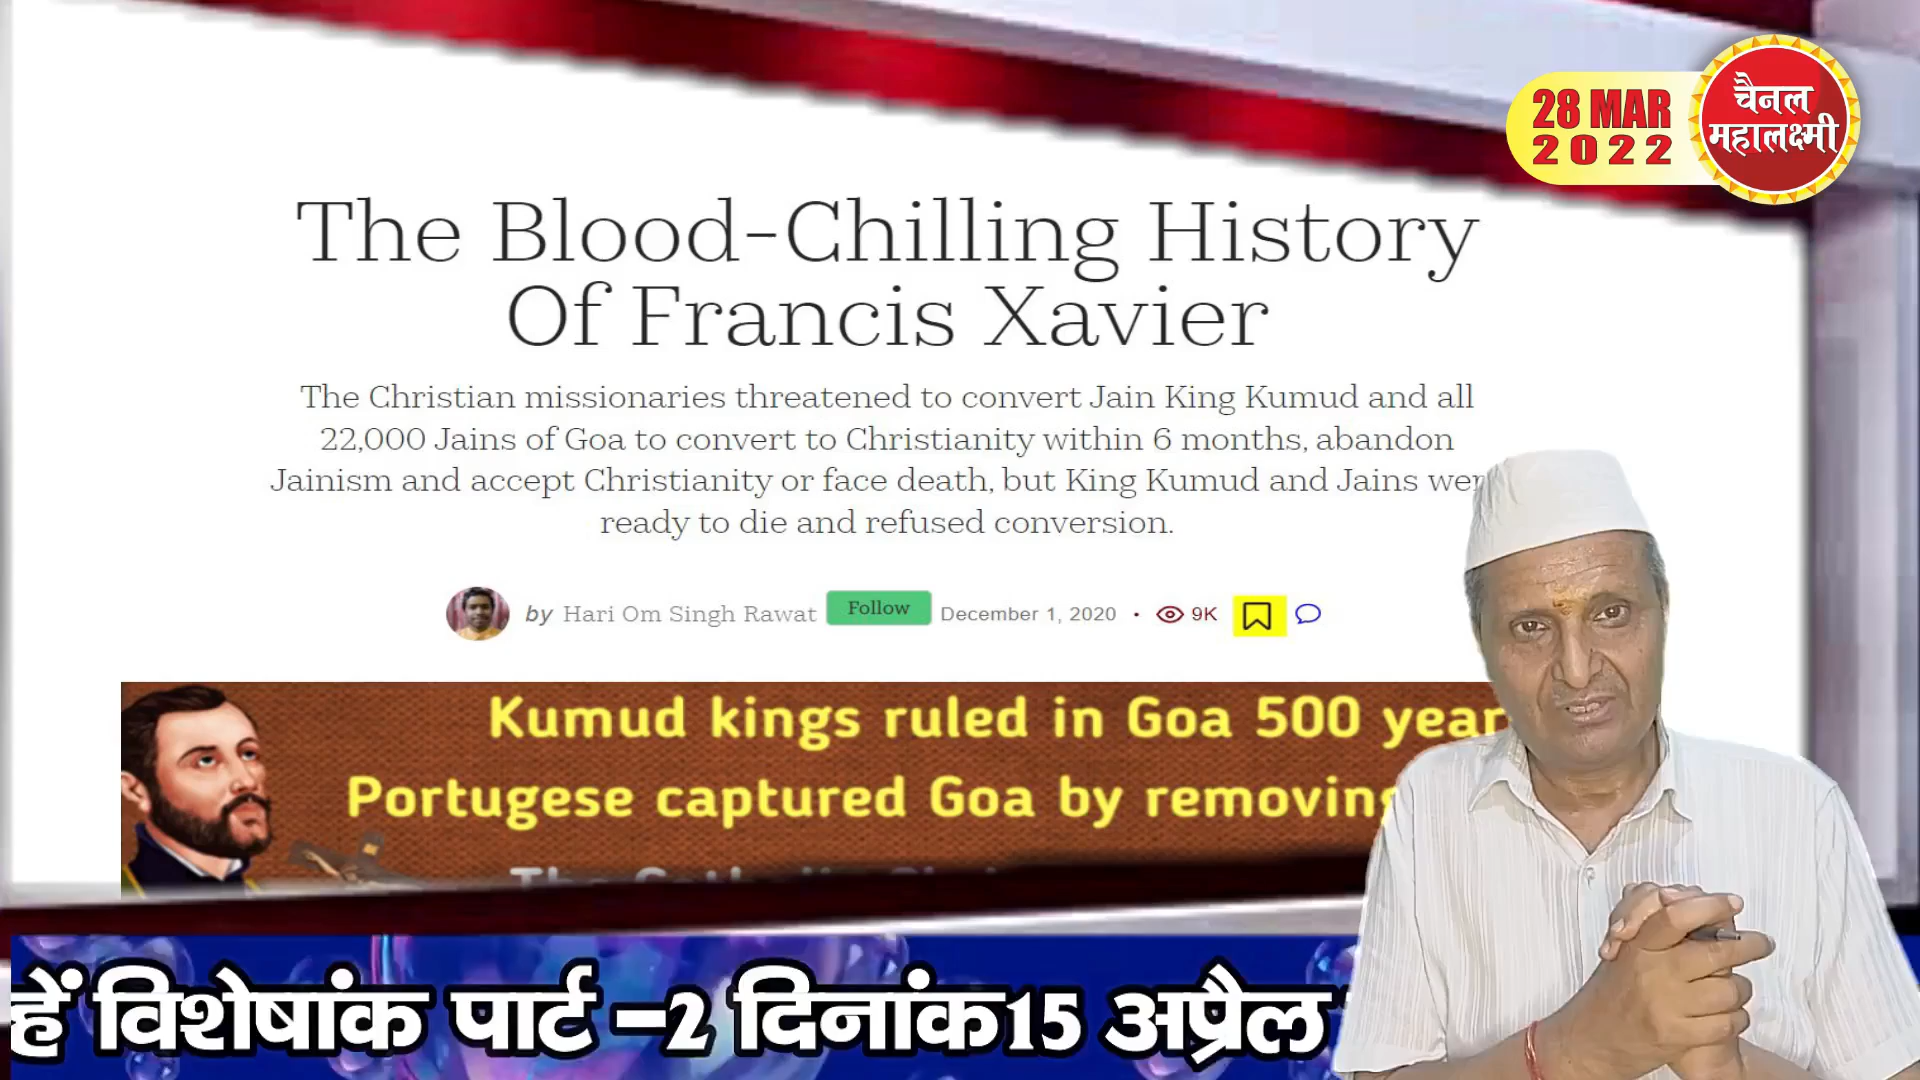 28 MAR
2022
चैनल
महालक्ष्मी
The Blood-Chilling History
Of Francis Xavier
The Christian missionaries threatened to convert Jain King Kumud and all
22,000 Jains of Goa to convert to Christianity within 6 months, abandon
Jainism and accept Christianity or face death, but King Kumud and Jains wer
ready to die and refused conversion.
by Hari Om Singh Rawat Follow December 1, 2020 • 9K
Kumud kings ruled in Goa 500 year
Portugese captured Goa by removing
हें विशेषांक पार्ट –2 दिनांक15 अप्रैल